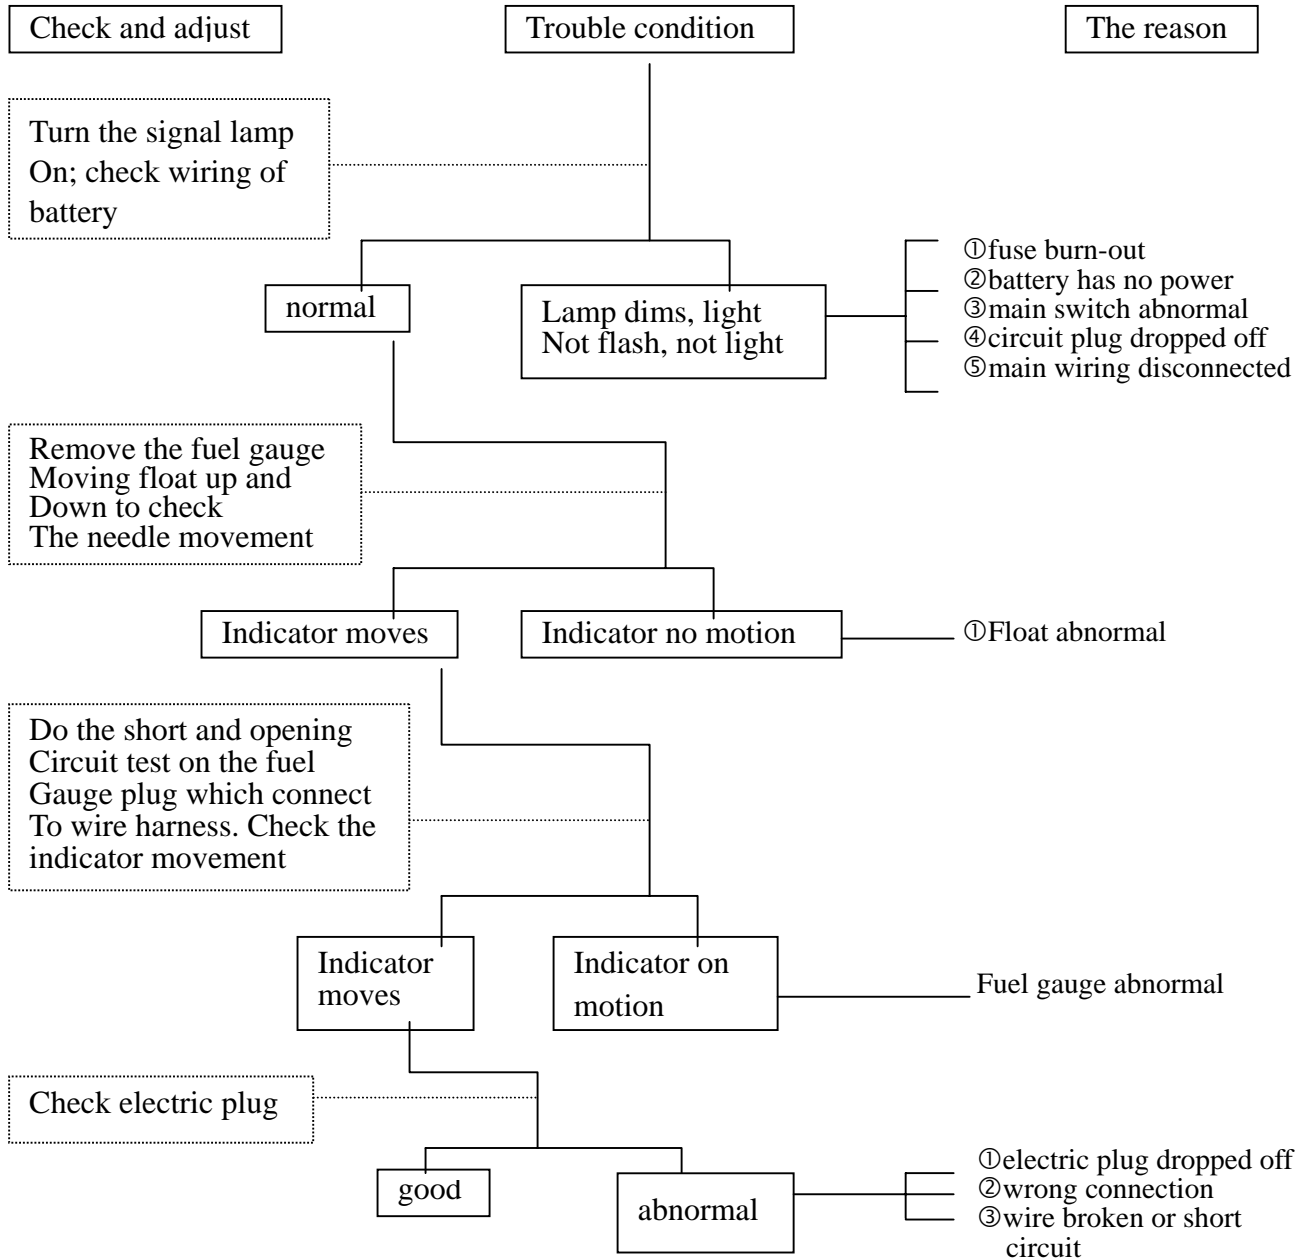 Check and adjust
Trouble condition
The reason
Turn the signal lamp
On; check wiring of
battery
①fuse burn-out
②battery has no power
③main switch abnormal
④circuit plug dropped off
⑤main wiring disconnected
normal
Lamp dims, light
Not flash, not light
Remove the fuel gauge
Moving float up and
Down to check
The needle movement
Indicator moves
Indicator no motion
①Float abnormal
Do the short and opening
Circuit test on the fuel
Gauge plug which connect
To wire harness. Check the
indicator movement
Indicator
moves
Indicator on
motion
Fuel gauge abnormal
Check electric plug
good
abnormal
①electric plug dropped off
②wrong connection
③wire broken or short
circuit